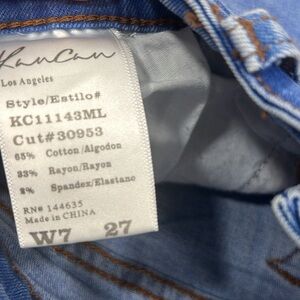 KanCan
Los Angeles
Style/Estilo#
KC11143ML
Cut#30953
65% Cotton/Algodon
33% Rayon/Rayon
2% Spandex/Elastano
RN# 144635
Made in CHINA
W7 27